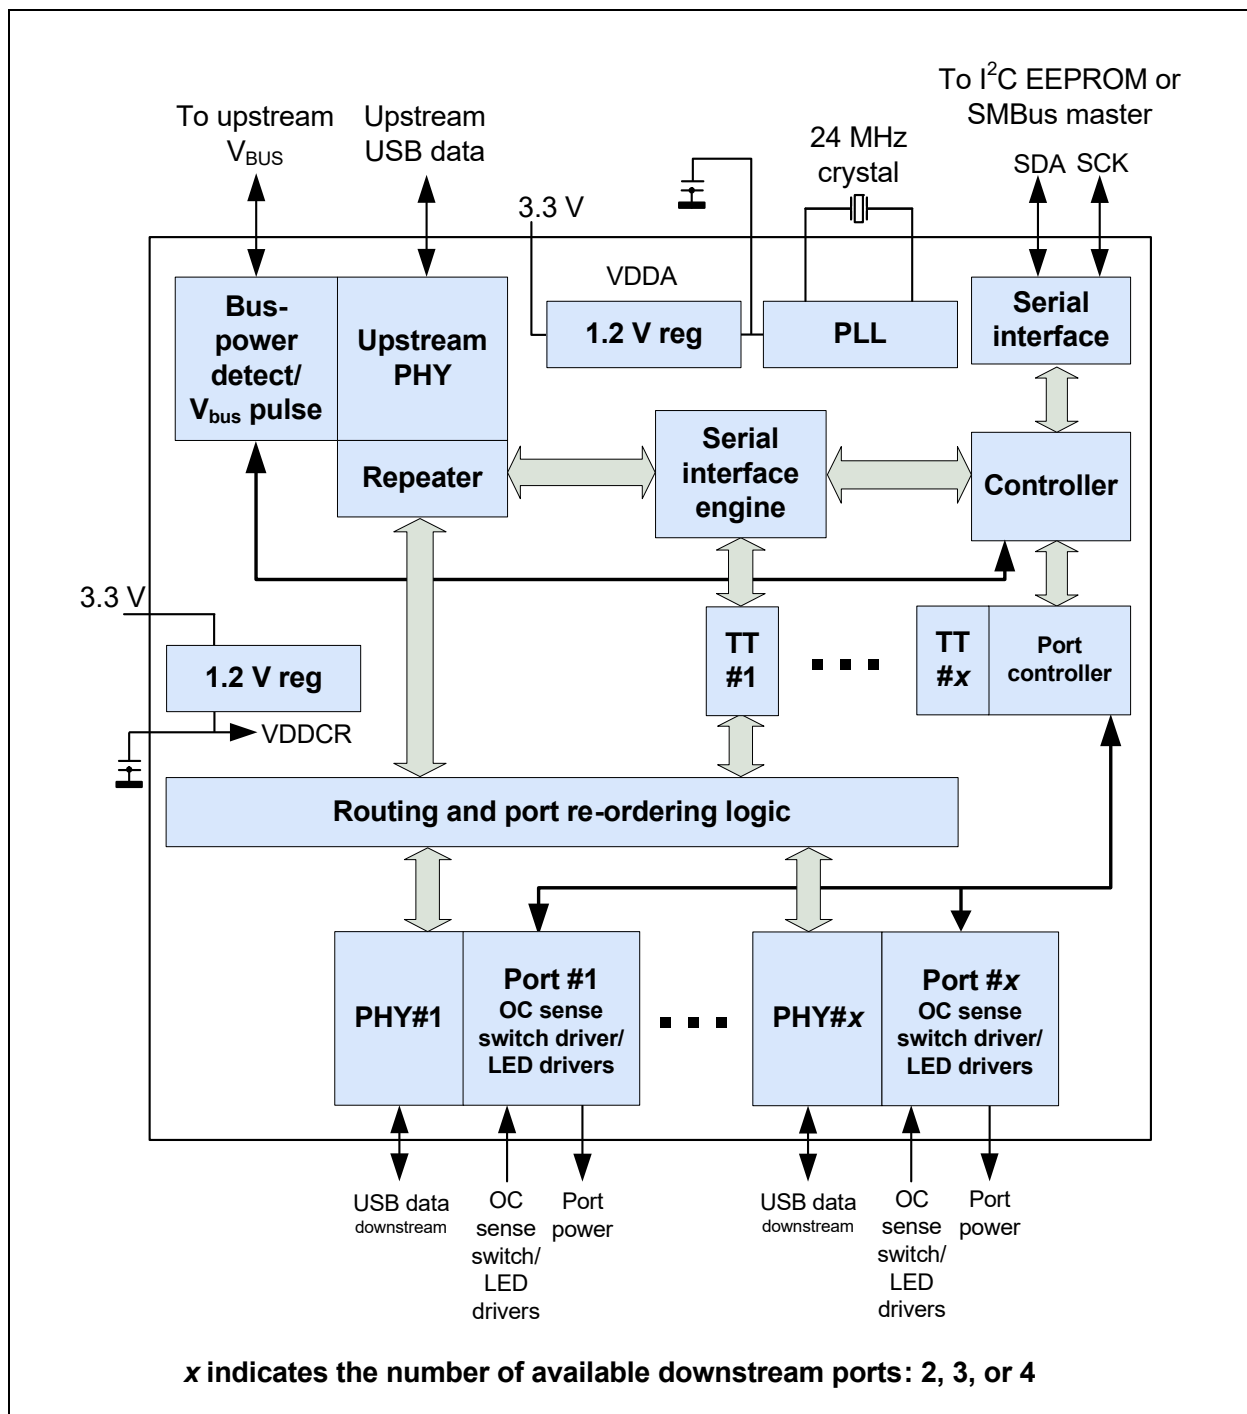 To upstream
VBUS
Upstream
USB data
3.3 V
24 MHz
crystal
To I2C EEPROM or
SMBus master
SDA
SCK
VDDA
Bus-
power
detect/
Vbus pulse
Upstream
PHY
1.2 V reg
PLL
Serial
interface
Repeater
Serial
interface
engine
Controller
3.3 V
1.2 V reg
VDDCR
TT
#1
TT
#x
Port
controller
Routing and port re-ordering logic
PHY#1
Port #1
OC sense
switch driver/
LED drivers
PHY#x
Port #x
OC sense
switch driver/
LED drivers
USB data
downstream
OC
sense
switch/
LED
drivers
Port
power
USB data
downstream
OC
sense
switch/
LED
drivers
Port
power
x indicates the number of available downstream ports: 2, 3, or 4